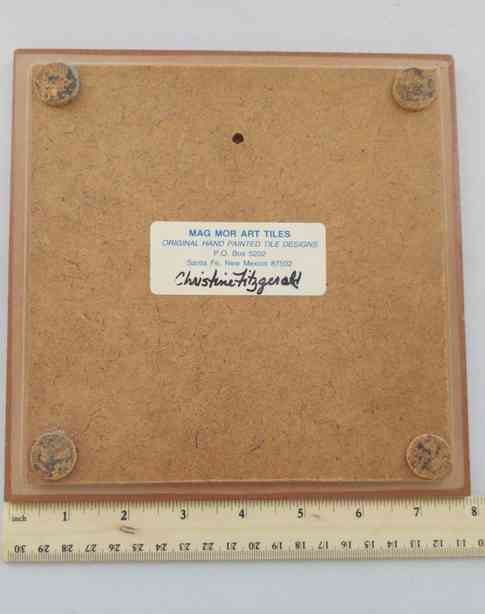 MAG MOR ART TILES
ORIGINAL HAND PAINTED TILE DESIGNS
P.O. Box 5202
Santa Fe, New Mexico 87502
Christine Fitzgerald
inch 1 2 3 4 5 6 7 8
30 29 28 27 26 25 24 23 22 21 20 19 18 17 16 15 14 13 12 11